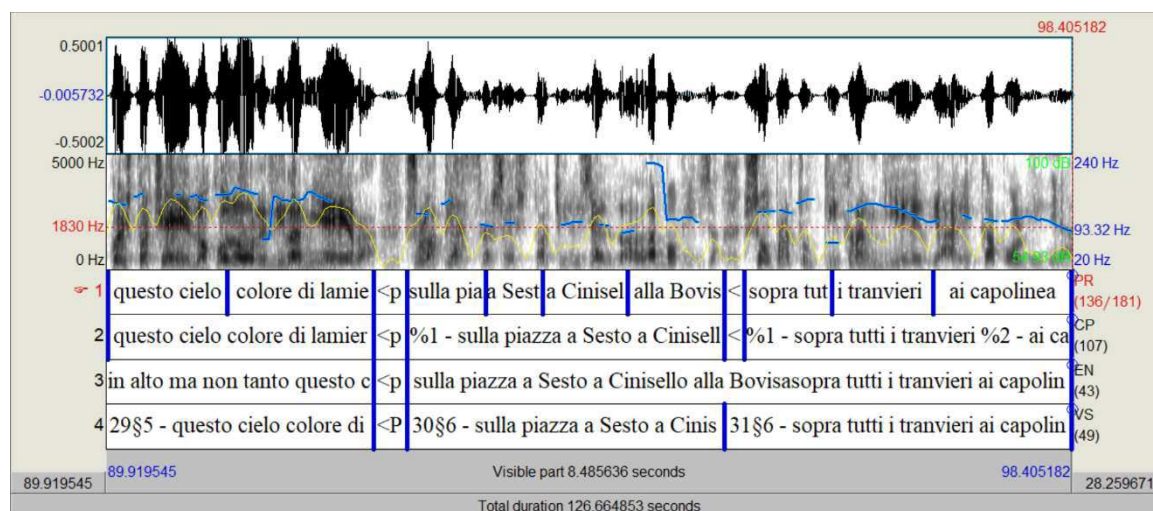 98.405182
0.5001
-0.005732
-0.5002
5000 Hz 100 dB 240 Hz
1830 Hz 93.32 Hz
0 Hz 20 Hz
1 questo cielo colore di lamie <p sulla pia a Sest a Cinisel alla Bovis < sopra tut i tranvieri ai capolinea PR (136/181)
2 questo cielo colore di lamier <p %1 - sulla piazza a Sesto a Cinisell < %1 - sopra tutti i tranvieri %2 - ai ca CP (107)
3 in alto ma non tanto questo c <p sulla piazza a Sesto a Cinisello alla Bovisasopra tutti i tranvieri ai capolin EN (43)
4 29§5 - questo cielo colore di <P 30§6 - sulla piazza a Sesto a Cinis 31§6 - sopra tutti i tranvieri ai capolin VS (49)
89.919545 Visible part 8.485636 seconds 98.405182
89.919545 28.259671
Total duration 126.664853 seconds